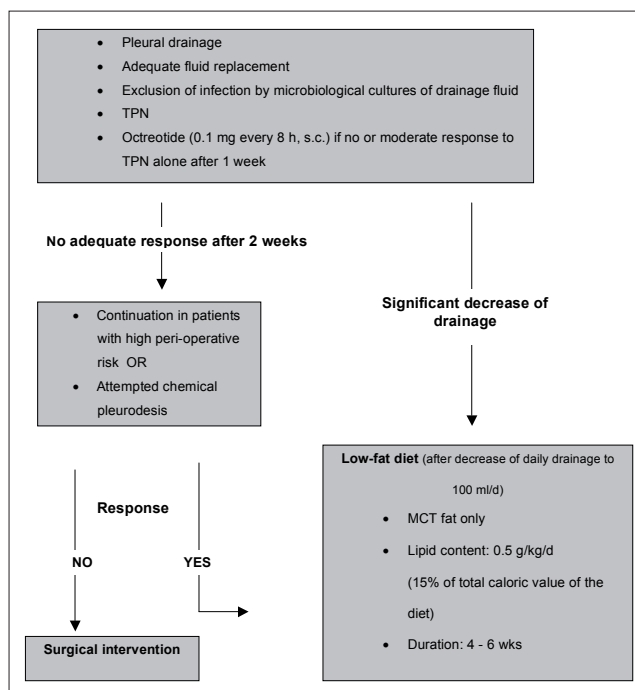 • Pleural drainage
• Adequate fluid replacement
• Exclusion of infection by microbiological cultures of drainage fluid
• TPN
• Octreotide (0.1 mg every 8 h, s.c.) if no or moderate response to
TPN alone after 1 week
No adequate response after 2 weeks
Significant decrease of
drainage
• Continuation in patients
with high peri-operative
risk OR
• Attempted chemical
pleurodesis
Response
NO
YES
Surgical intervention
Low-fat diet (after decrease of daily drainage to
100 ml/d)
• MCT fat only
• Lipid content: 0.5 g/kg/d
(15% of total caloric value of the
diet)
• Duration: 4 - 6 wks